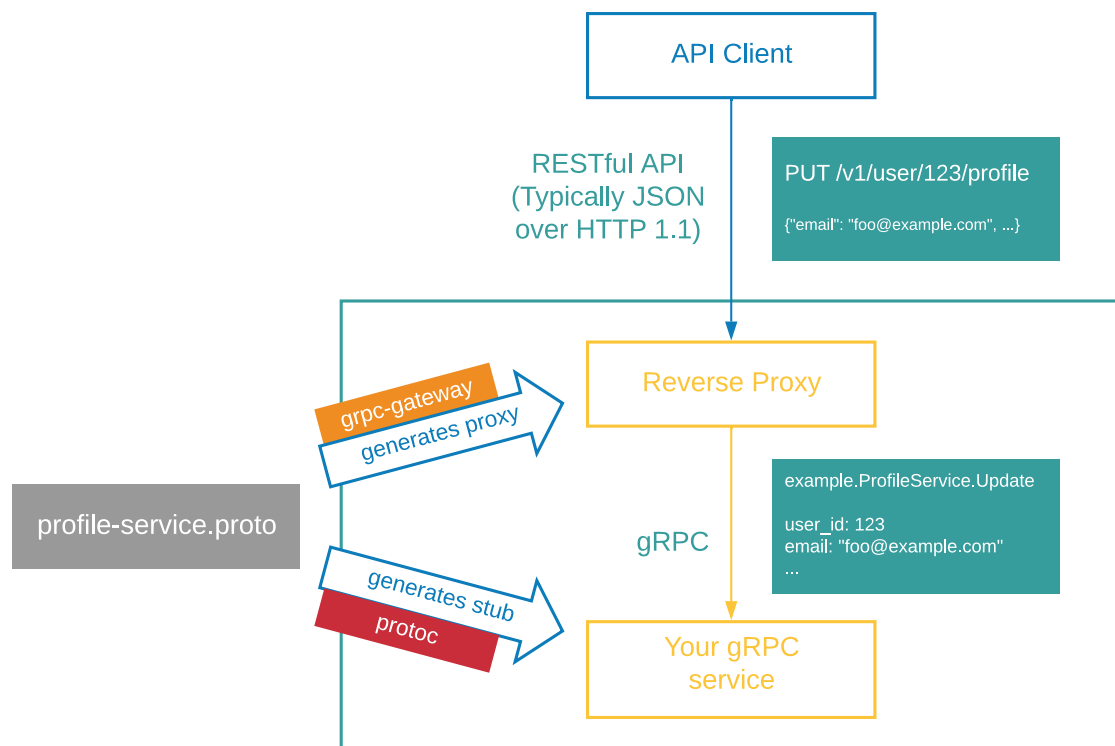 API Client
RESTful API
(Typically JSON
over HTTP 1.1)
PUT /v1/user/123/profile
{"email": "foo@example.com", ...}
Reverse Proxy
grpc-gateway
generates proxy
profile-service.proto
generates stub
protoc
gRPC
example.ProfileService.Update
user_id: 123
email: "foo@example.com"
...
Your gRPC
service